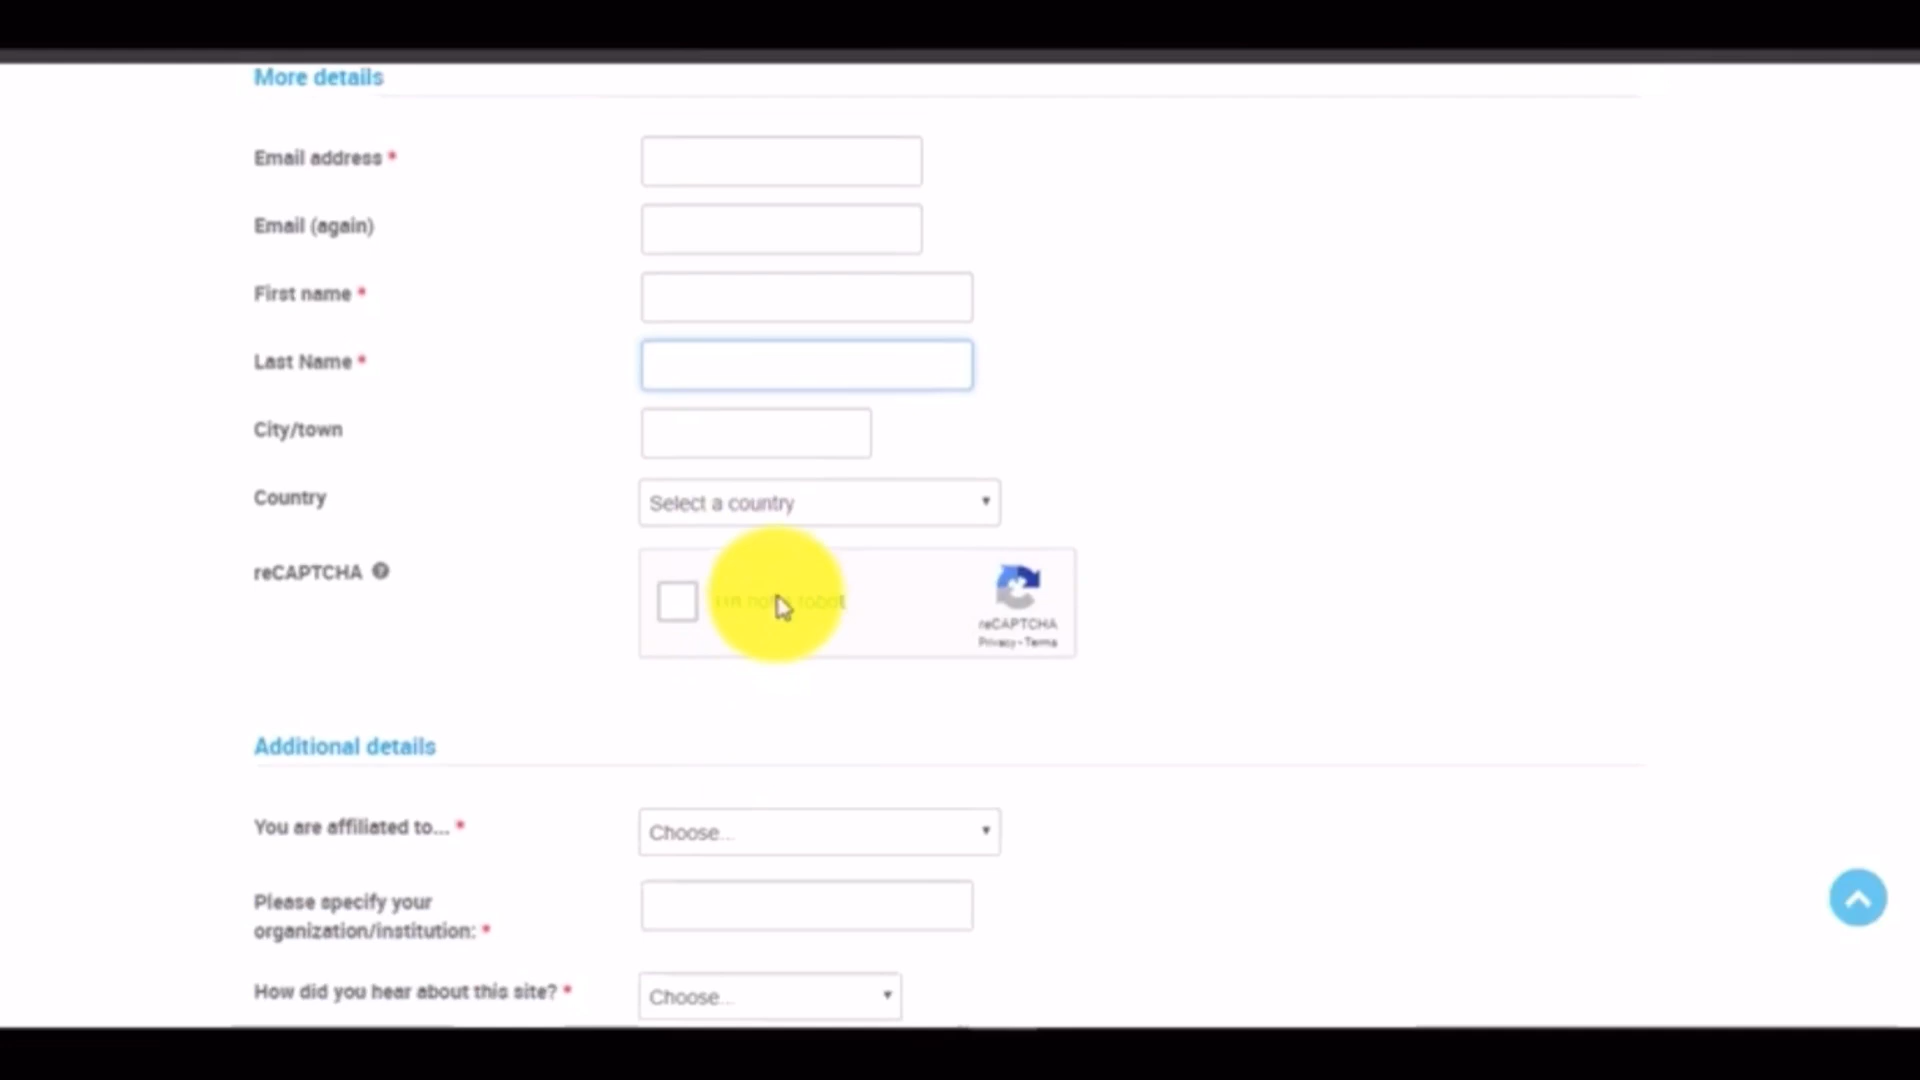 More details
Email address *
Email (again)
First name *
Last Name *
City/town
Country
Select a country
reCAPTCHA ?
robot
reCAPTCHA
Privacy - Terms
Additional details
You are affiliated to... *
Choose...
Please specify your
organization/institution: *
How did you hear about this site? *
Choose...